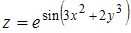 z = e^{sin(3x^2+2y^3)}